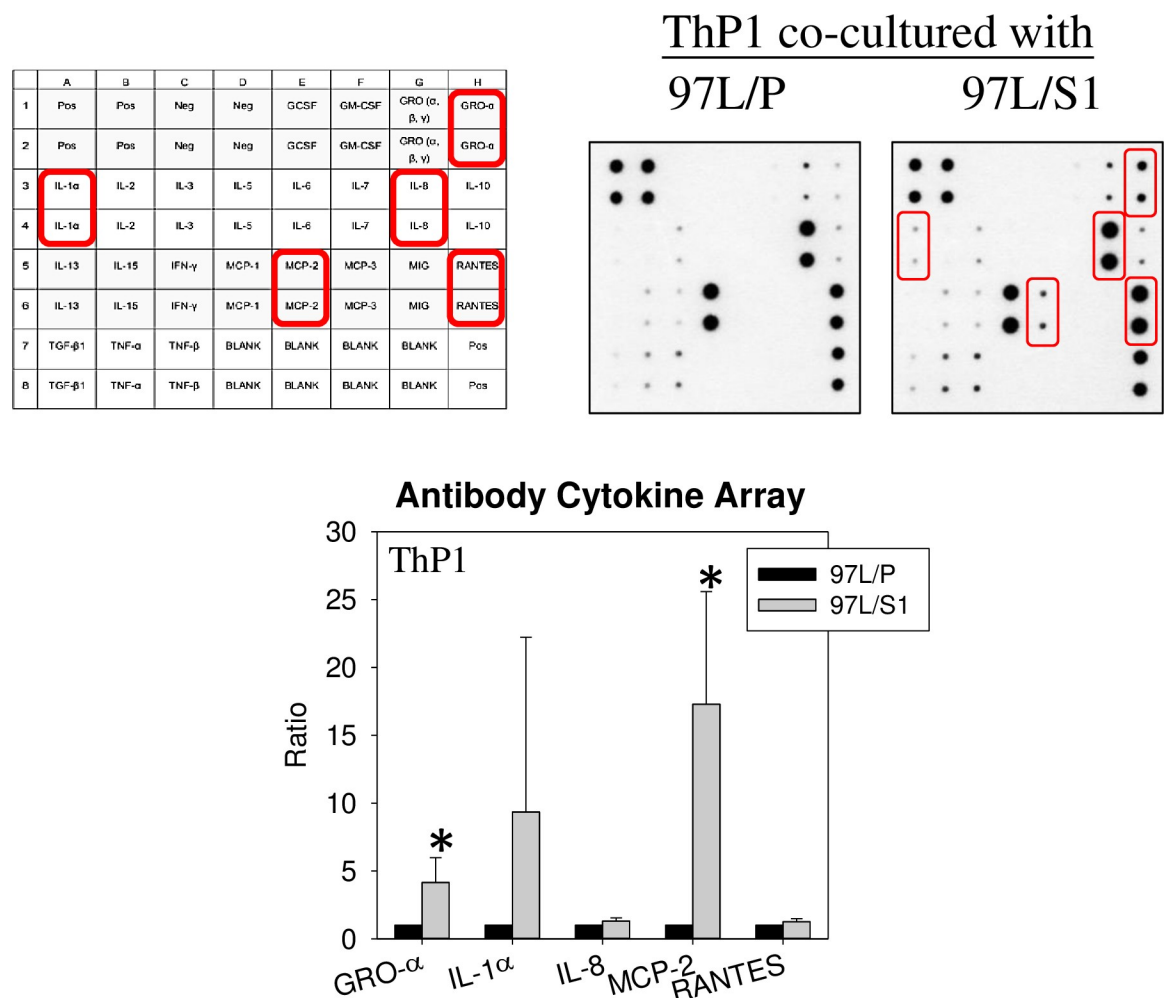 ThP1 co-cultured with
97L/P 97L/S1
A B C D E F G H
1 Pos Pos Neg Neg GCSF GM-CSF GRO (α, β, γ) GRO-α
2 Pos Pos Neg Neg GCSF GM-CSF GRO (α, β, γ) GRO-α
3 IL-1α IL-2 IL-3 IL-5 IL-6 IL-7 IL-8 IL-10
4 IL-1α IL-2 IL-3 IL-5 IL-6 IL-7 IL-8 IL-10
5 IL-13 IL-15 IFN-γ MCP-1 MCP-2 MCP-3 MIG RANTES
6 IL-13 IL-15 IFN-γ MCP-1 MCP-2 MCP-3 MIG RANTES
7 TGF-β1 TNF-α TNF-β BLANK BLANK BLANK BLANK Pos
8 TGF-β1 TNF-α TNF-β BLANK BLANK BLANK BLANK Pos
Antibody Cytokine Array
ThP1
97L/P
97L/S1
*
*
Ratio
30
25
20
15
10
5
0
GRO-α IL-1α IL-8 MCP-2 RANTES